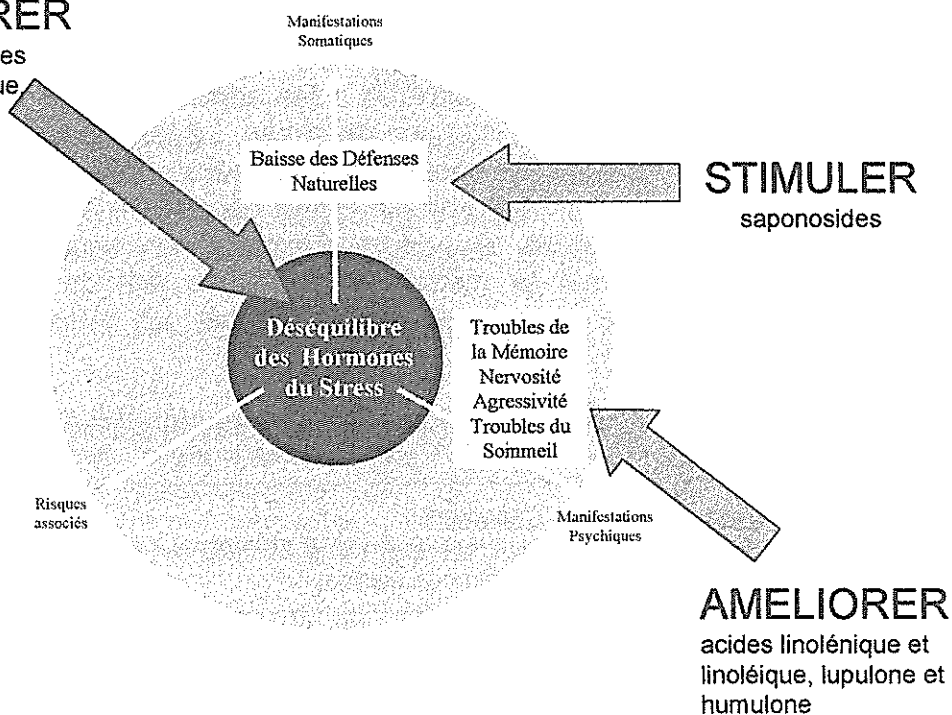 RER
es
ue,
Manifestations
Somatiques
Baisse des Défenses
Naturelles
STIMULER
saponosides
Déséquilibre
des Hormones
du Stress
Troubles de
la Mémoire
Nervosité
Agressivité
Troubles du
Sommeil
Risques
associés
Manifestations
Psychiques
AMELIORER
acides linolénique et
linoléique, lupulone et
humulone